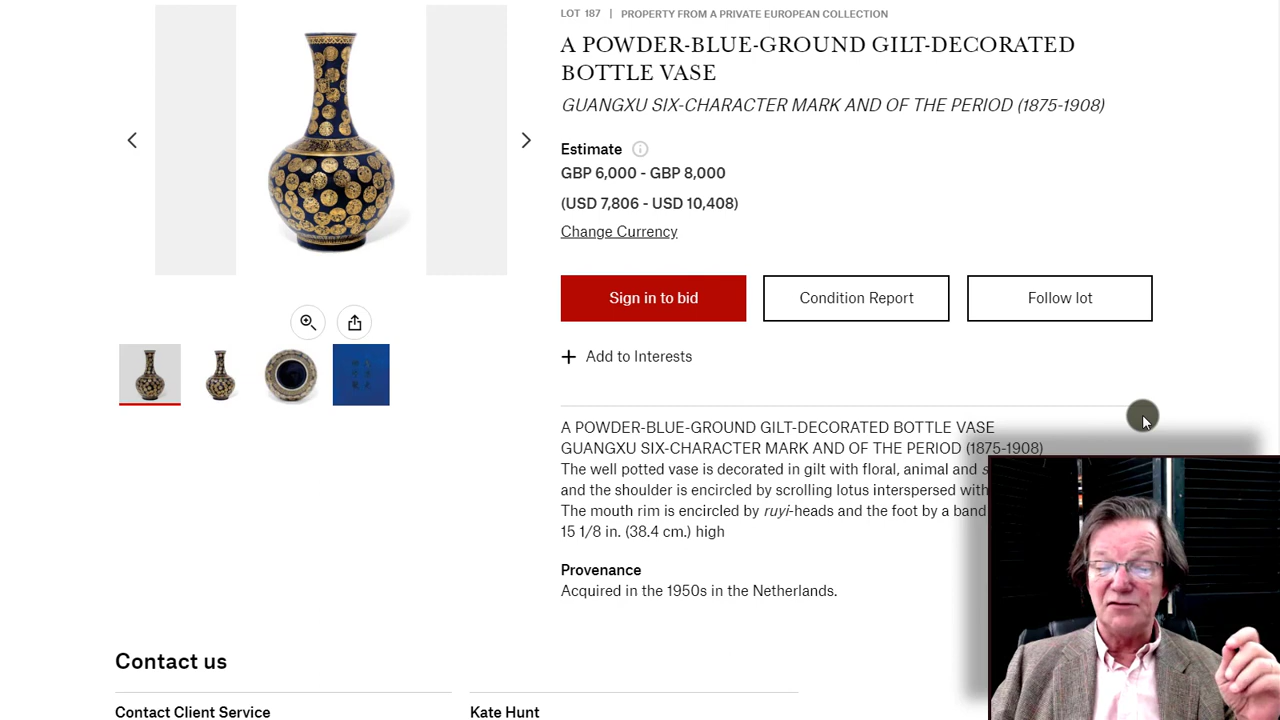 LOT 187 | PROPERTY FROM A PRIVATE EUROPEAN COLLECTION
A POWDER-BLUE-GROUND GILT-DECORATED
BOTTLE VASE
GUANGXU SIX-CHARACTER MARK AND OF THE PERIOD (1875-1908)
Estimate
GBP 6,000 - GBP 8,000
(USD 7,806 - USD 10,408)
Change Currency
Sign in to bid
Condition Report
Follow lot
+ Add to Interests
A POWDER-BLUE-GROUND GILT-DECORATED BOTTLE VASE
GUANGXU SIX-CHARACTER MARK AND OF THE PERIOD (1875-1908)
The well potted vase is decorated in gilt with floral, animal and
and the shoulder is encircled by scrolling lotus interspersed with
The mouth rim is encircled by ruyi-heads and the foot by a band
15 1/8 in. (38.4 cm.) high
Provenance
Acquired in the 1950s in the Netherlands.
Contact us
Contact Client Service
Kate Hunt